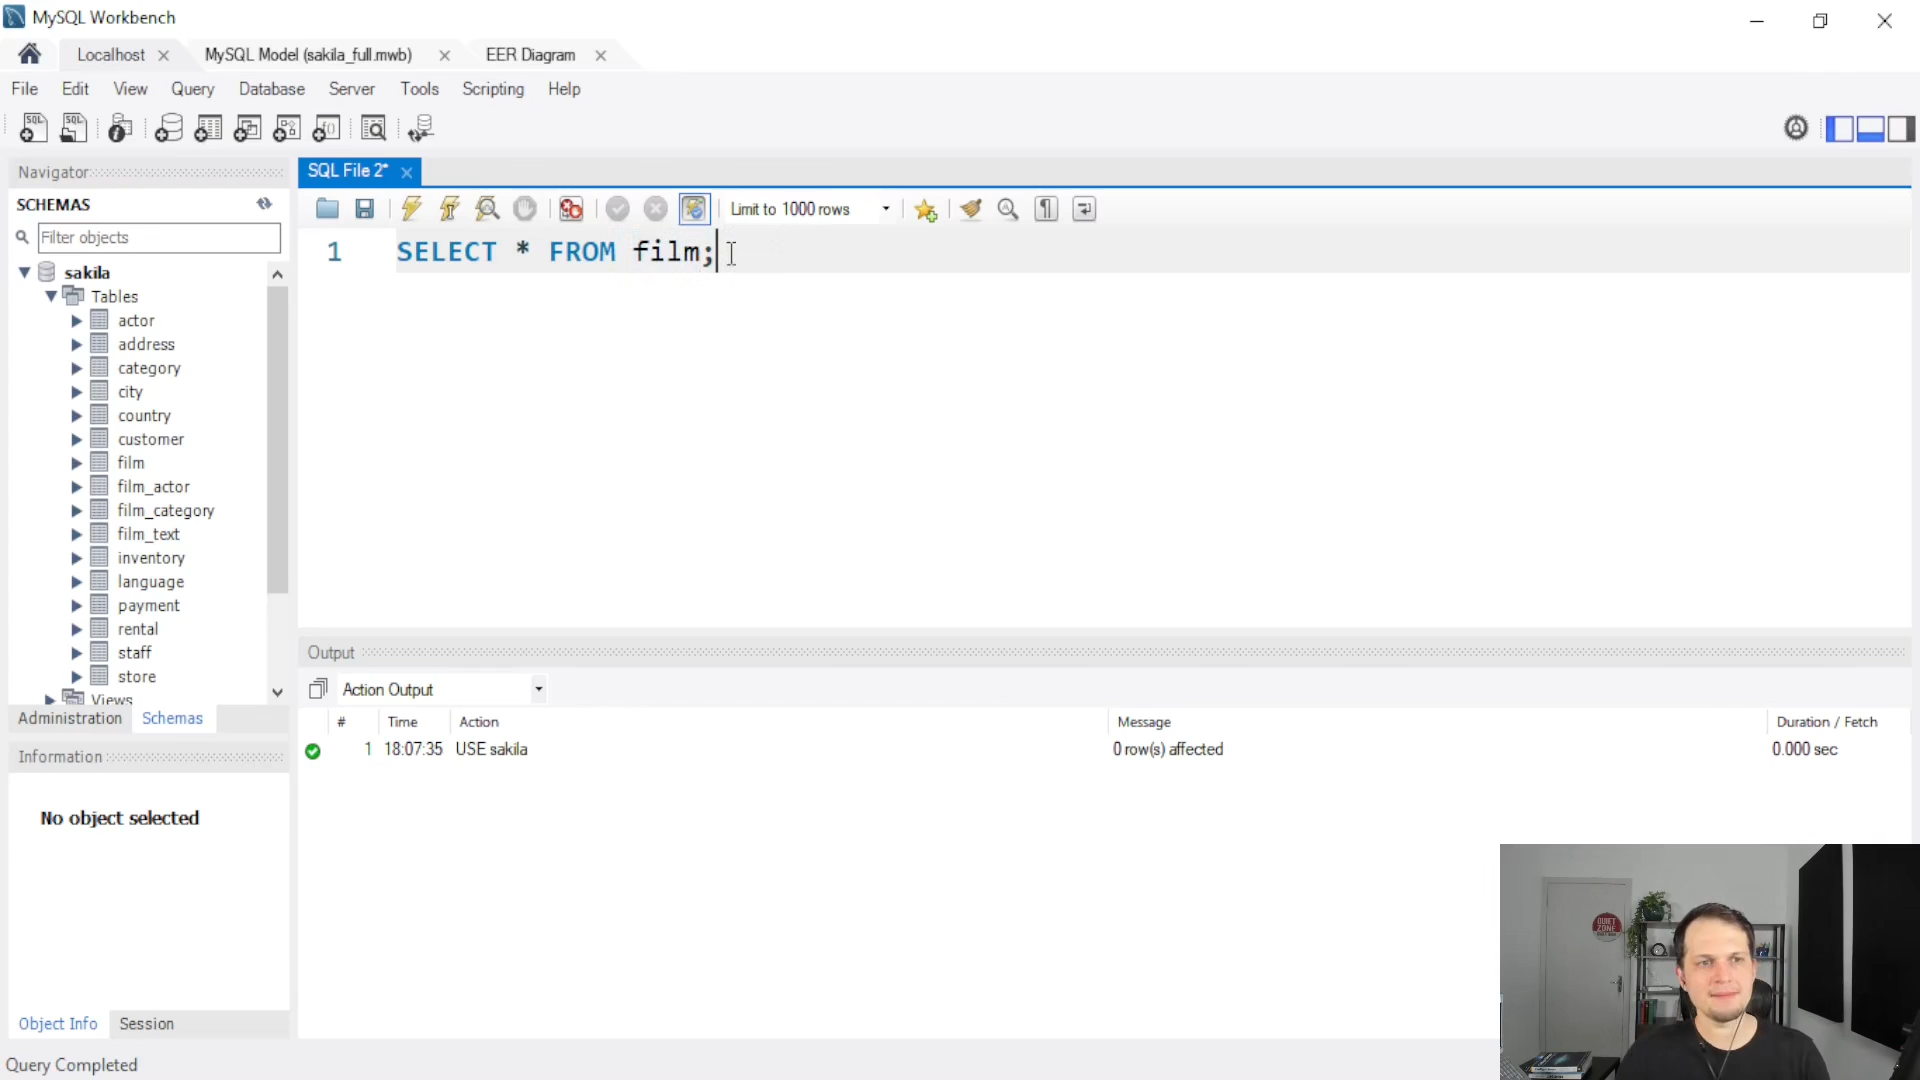 MySQL Workbench
Localhost
MySQL Model (sakila_full.mwb)
EER Diagram
File Edit View Query Database Server Tools Scripting Help
Navigator
SQL File 2*
SCHEMAS
Filter objects
Limit to 1000 rows
1 SELECT * FROM film;
sakila
Tables
actor
address
category
city
country
customer
film
film_actor
film_category
film_text
inventory
language
payment
rental
staff
store
Views
Administration Schemas
Information
No object selected
Object Info Session
Output
Action Output
# Time Action Message Duration / Fetch
1 18:07:35 USE sakila 0 row(s) affected 0.000 sec
QUIET
ZONE
Query Completed